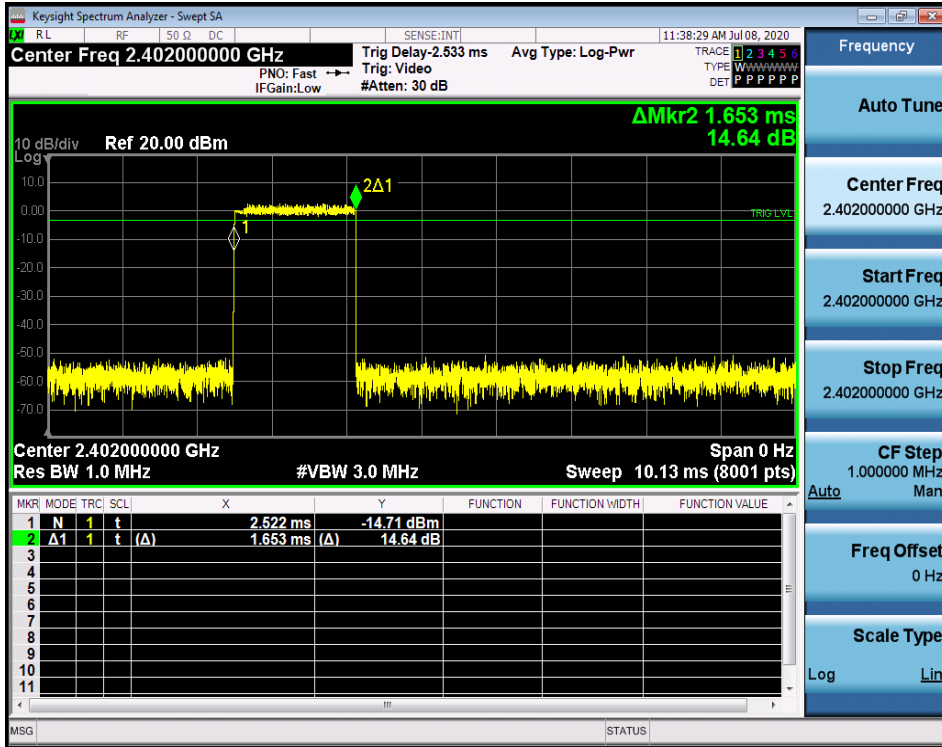 Keysight Spectrum Analyzer - Swept SA
LXI RL RF 50 Ω DC SENSE:INT 11:38:29 AM Jul 08, 2020
Center Freq 2.402000000 GHz
PNO: Fast
IFGain:Low
Trig Delay-2.533 ms
Trig: Video
#Atten: 30 dB
Avg Type: Log-Pwr
TRACE 1 2 3 4 5 6
TYPE WWWWWW
DET P P P P P P
ΔMkr2 1.653 ms
14.64 dB
10 dB/div Ref 20.00 dBm
Log
10.0
0.00
-10.0
-20.0
-30.0
-40.0
-50.0
-60.0
-70.0
2Δ1
1
TRIG LVL
Center 2.402000000 GHz Span 0 Hz
Res BW 1.0 MHz #VBW 3.0 MHz Sweep 10.13 ms (8001 pts)
MKR MODE TRC SCL X Y FUNCTION FUNCTION WIDTH FUNCTION VALUE
1 N 1 t 2.522 ms -14.71 dBm
2 Δ1 1 t (Δ) 1.653 ms (Δ) 14.64 dB
3
4
5
6
7
8
9
10
11
MSG STATUS
Frequency
Auto Tune
Center Freq
2.402000000 GHz
Start Freq
2.402000000 GHz
Stop Freq
2.402000000 GHz
CF Step
1.000000 MHz
Auto Man
Freq Offset
0 Hz
Scale Type
Log Lin